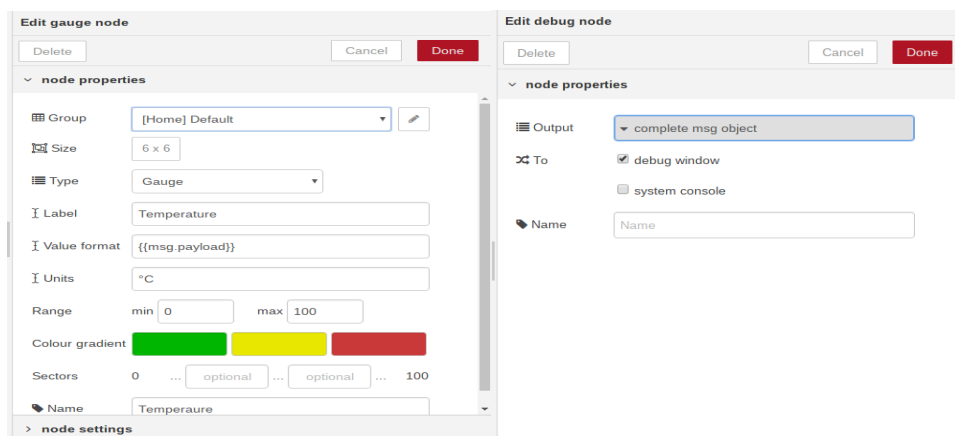 Edit gauge node
Delete
Cancel
Done
node properties
Group
[Home] Default
Size
6 x 6
Type
Gauge
Label
Temperature
Value format
{{msg.payload}}
Units
°C
Range
min 0
max 100
Colour gradient
Sectors
0 ... optional ... optional ... 100
Name
Temperaure
node settings
Edit debug node
Delete
Cancel
Done
node properties
Output
complete msg object
To
debug window
system console
Name
Name